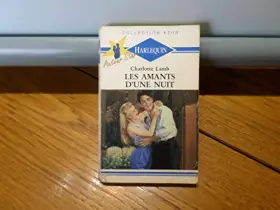 COLLECTION AZUR
HARLEQUIN
Charlotte Lamb
LES AMANTS
D'UNE NUIT